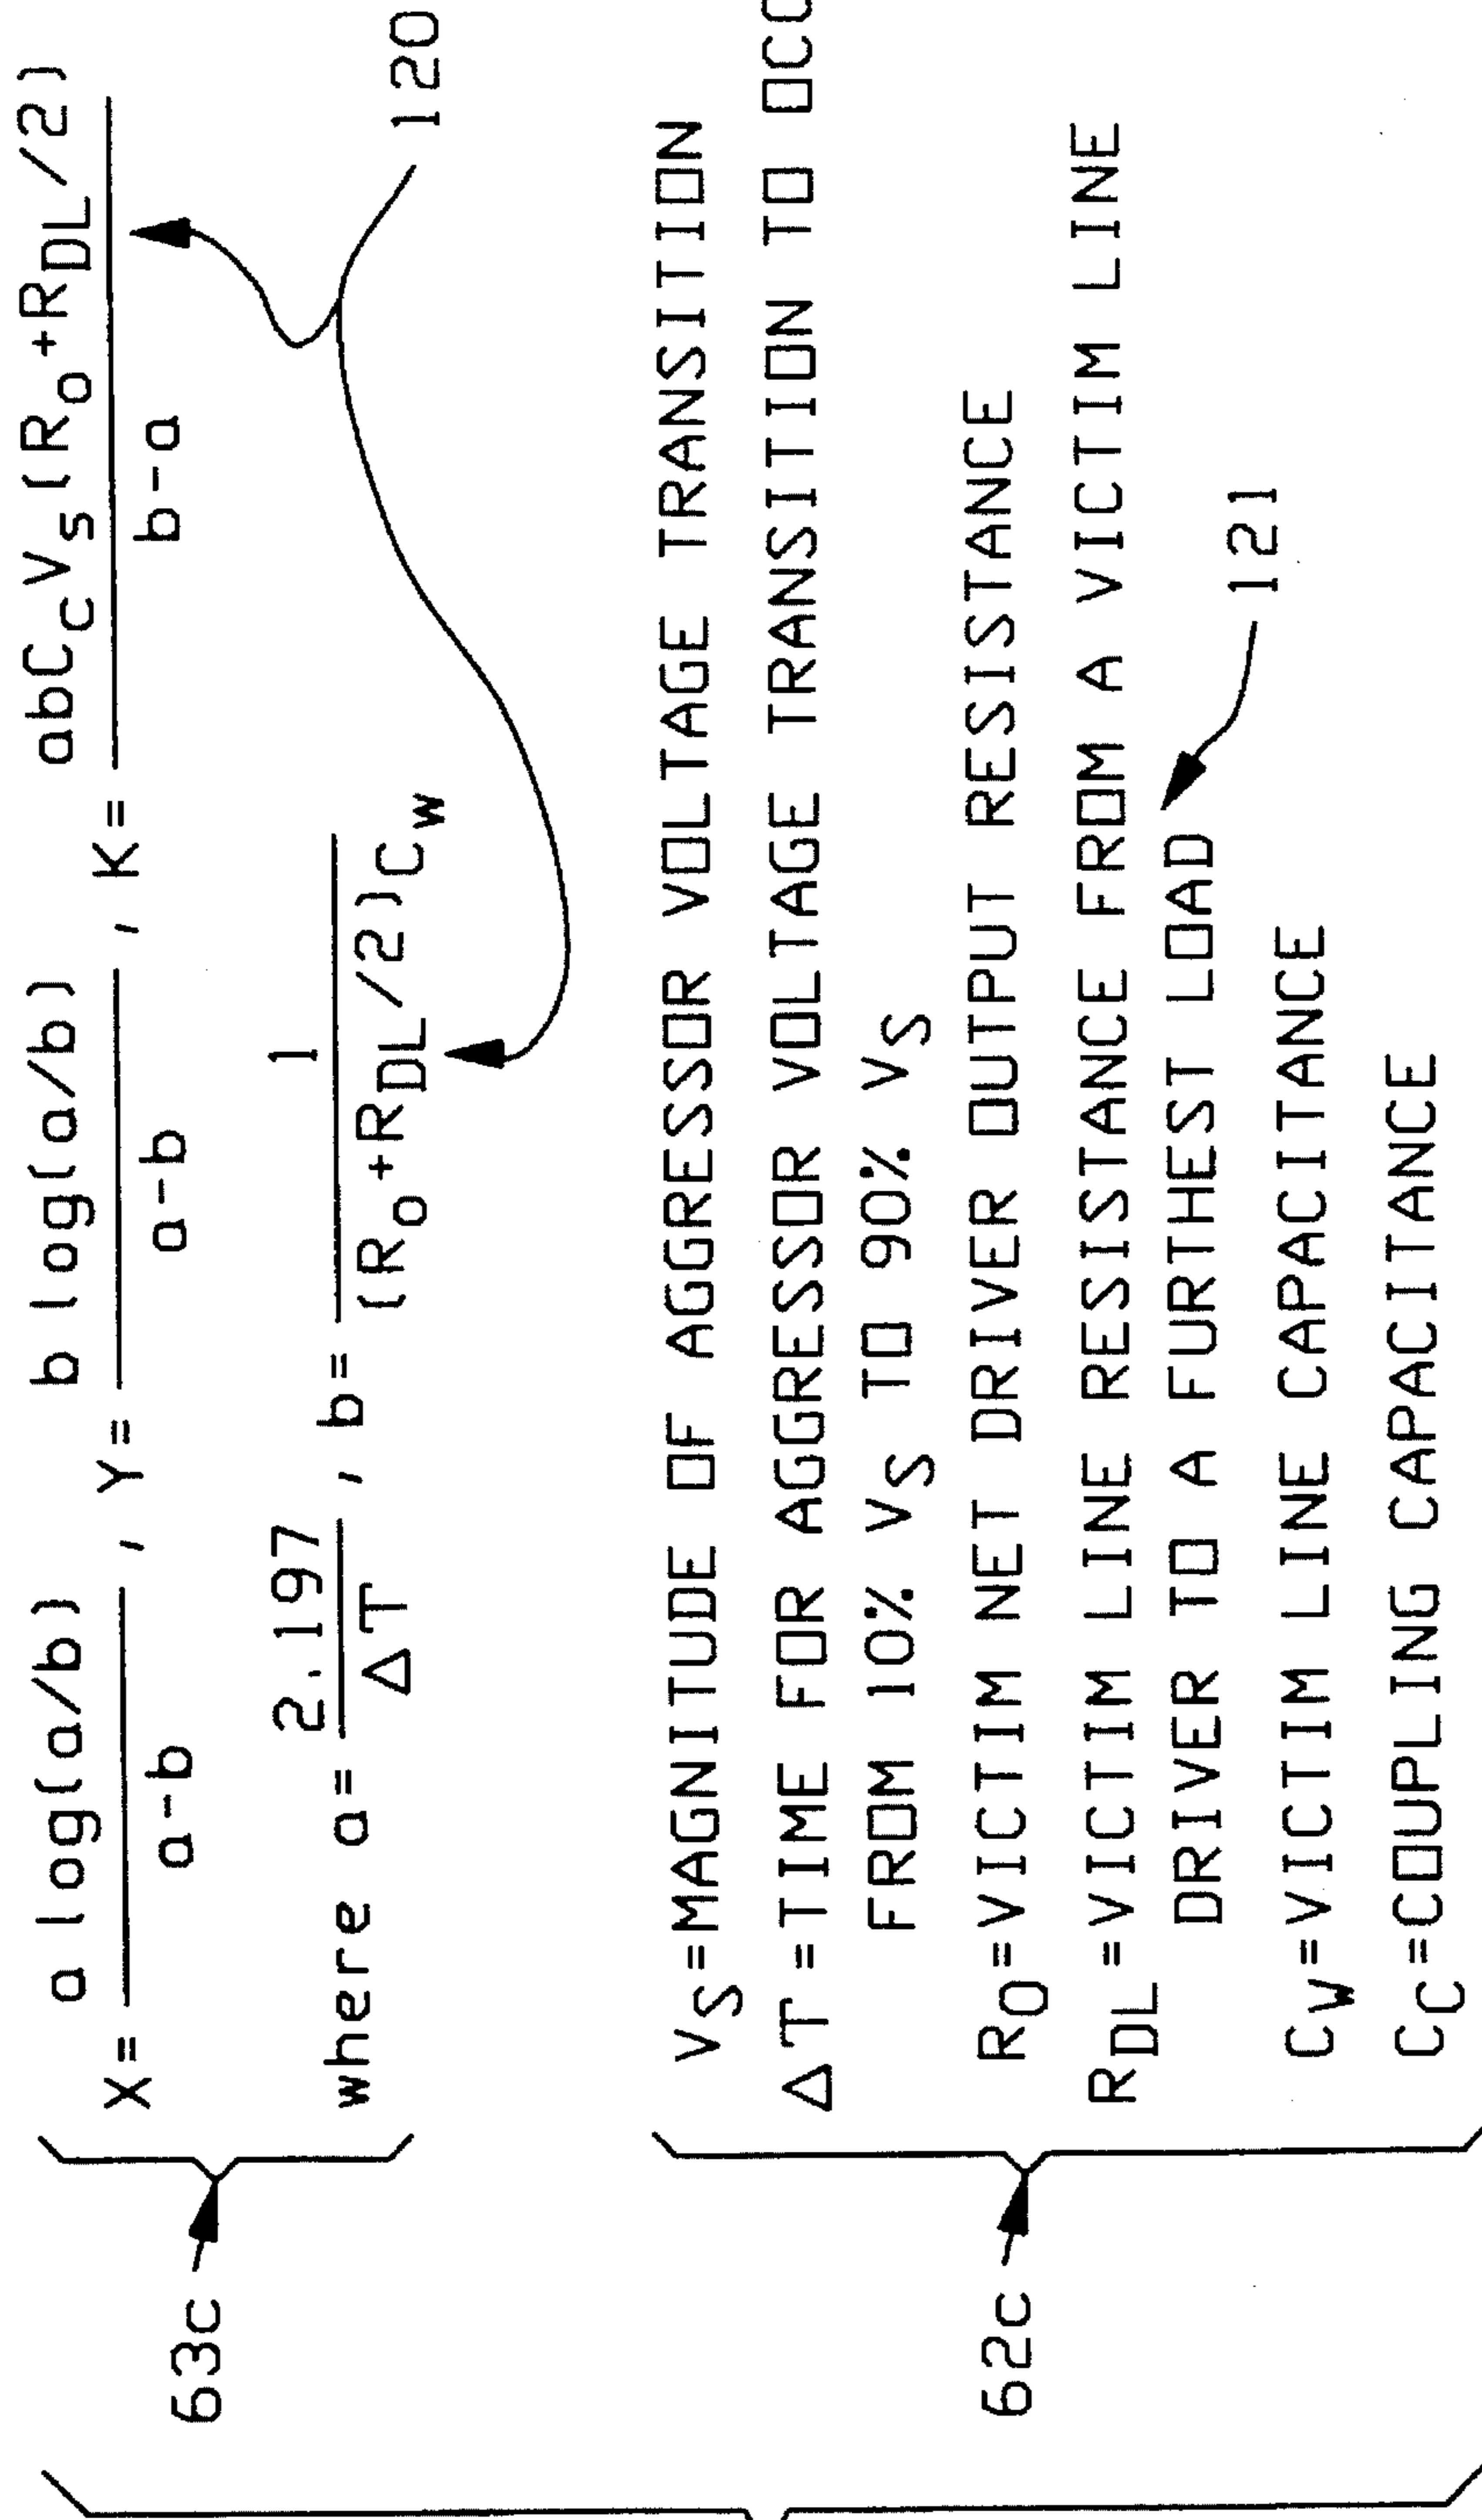 63c
X= a log(a/b) / a-b , Y= b log(a/b) / a-b , K= abC_cV_s(R_o+R_DL/2) / b-a
where a= 2.197 / ΔT , b= 1 / (R_o+R_DL/2)C_w
120
62c
V_S=MAGNITUDE OF AGGRESSOR VOLTAGE TRANSITION
ΔT=TIME FOR AGGRESSOR VOLTAGE TRANSITION TO OCC
FROM 10% V_S TO 90% V_S
R_O=VICTIM NET DRIVER OUTPUT RESISTANCE
R_DL=VICTIM LINE RESISTANCE FROM A VICTIM LINE
DRIVER TO A FURTHEST LOAD
121
C_W=VICTIM LINE CAPACITANCE
C_C=COUPLING CAPACITANCE